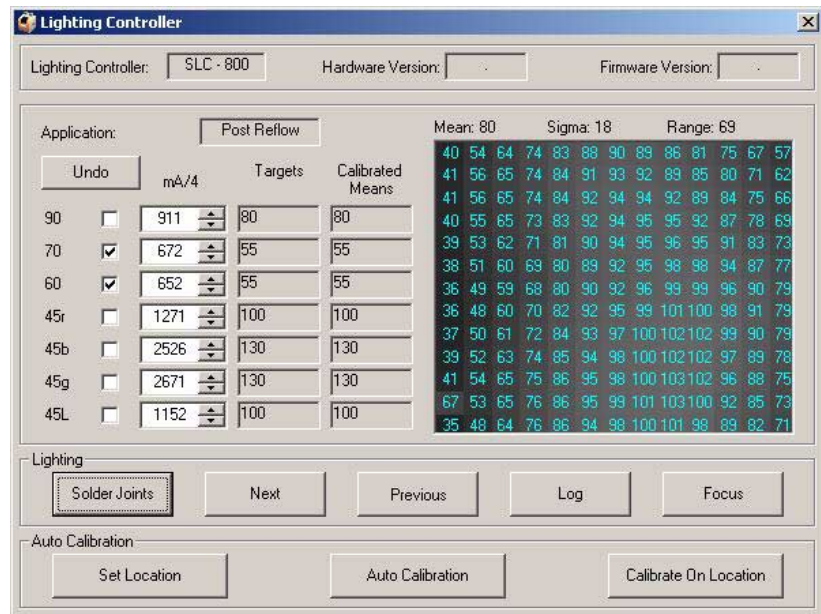 Lighting Controller
Lighting Controller: SLC - 800 Hardware Version: . Firmware Version: .
Application: Post Reflow Mean: 80 Sigma: 18 Range: 69
Undo mA/4 Targets Calibrated Means
90 911 80 80
70 672 55 55
60 652 55 55
45r 1271 100 100
45b 2526 130 130
45g 2671 130 130
45L 1152 100 100
40 54 64 74 83 88 90 89 86 81 75 67 57
41 56 65 74 84 91 93 92 89 85 80 71 62
41 56 65 74 84 92 94 94 92 89 84 75 66
40 55 65 73 83 92 94 95 95 92 87 78 69
39 53 62 71 81 90 94 95 96 95 91 83 73
38 51 60 69 80 89 92 95 98 98 94 87 77
36 49 59 68 80 90 92 96 99 99 96 90 79
36 48 60 70 82 92 95 99 101 100 98 91 79
37 50 61 72 84 93 97 100 102 102 99 90 79
39 52 63 74 85 94 98 100 102 102 97 89 78
41 54 65 75 86 95 98 100 103 102 96 88 75
67 53 65 76 86 95 99 101 103 100 92 85 73
35 48 64 76 86 94 98 100 101 98 89 82 71
Lighting
Solder Joints Next Previous Log Focus
Auto Calibration
Set Location Auto Calibration Calibrate On Location